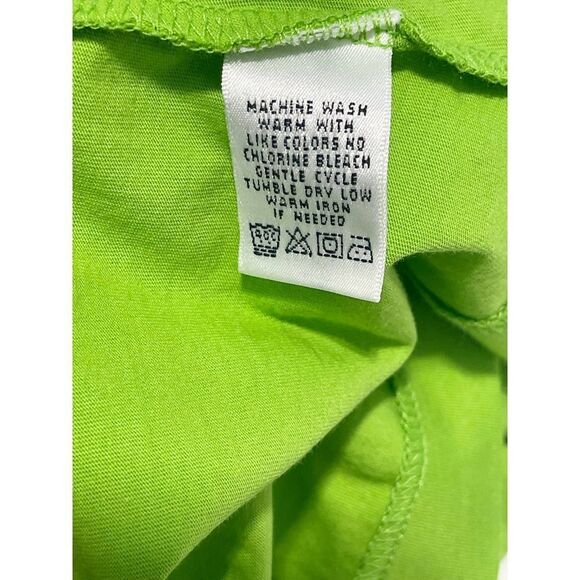 MACHINE WASH
WARM WITH
LIKE COLORS NO
CHLORINE BLEACH
GENTLE CYCLE
TUMBLE DRY LOW
WARM IRON
IF NEEDED